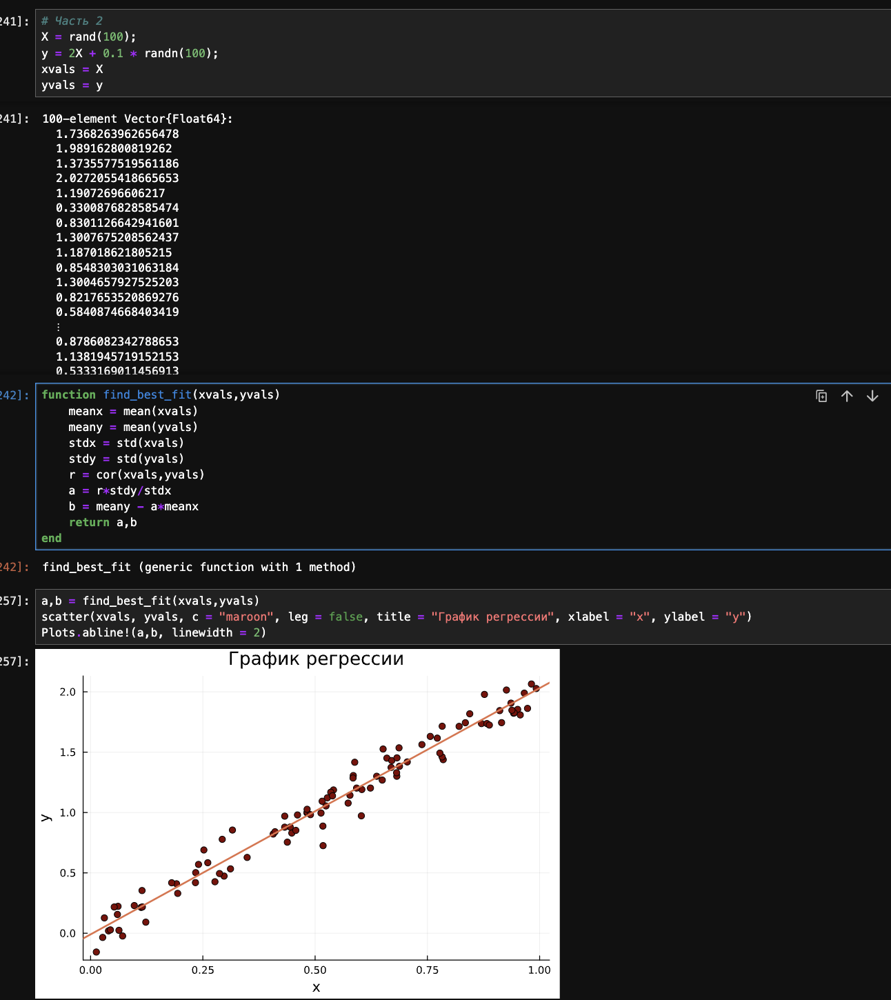 241]:
# Часть 2
X = rand(100);
y = 2X + 0.1 * randn(100);
xvals = X
yvals = y
241]:
100-element Vector{Float64}:
1.7368263962656478
1.989162800819262
1.3735577519561186
2.0272055418665653
1.19072696606217
0.3300876828585474
0.8301126642941601
1.3007675208562437
1.187018621805215
0.8548303031063184
1.3004657927525203
0.8217653520869276
0.5840874668403419
⋮
0.8786082342788653
1.1381945719152153
0.5333169011456913
242]:
function find_best_fit(xvals,yvals)
    meanx = mean(xvals)
    meany = mean(yvals)
    stdx = std(xvals)
    stdy = std(yvals)
    r = cor(xvals,yvals)
    a = r*stdy/stdx
    b = meany - a*meanx
    return a,b
end
242]:
find_best_fit (generic function with 1 method)
257]:
a,b = find_best_fit(xvals,yvals)
scatter(xvals, yvals, c = "maroon", leg = false, title = "График регрессии", xlabel = "x", ylabel = "y")
Plots.abline!(a,b, linewidth = 2)
257]:
График регрессии
2.0
1.5
1.0
y
0.5
0.0
0.00 0.25 0.50 0.75 1.00
x